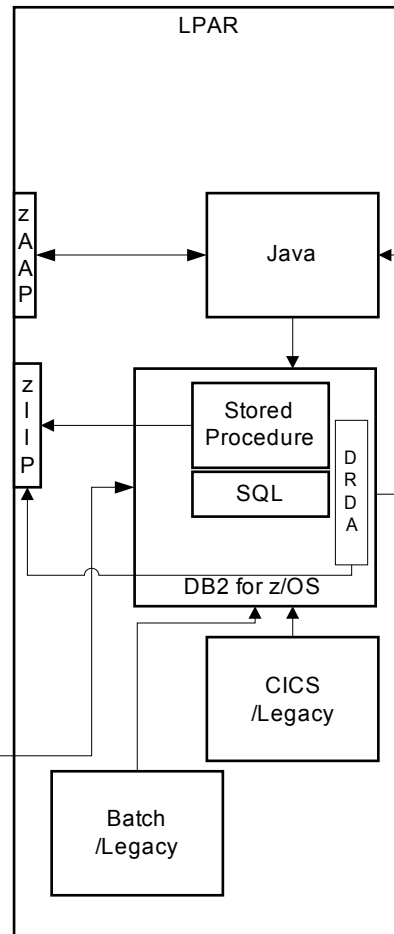 LPAR
z
A
A
P
Java
z
I
I
P
Stored
Procedure
SQL
D
R
D
A
DB2 for z/OS
CICS
/Legacy
Batch
/Legacy